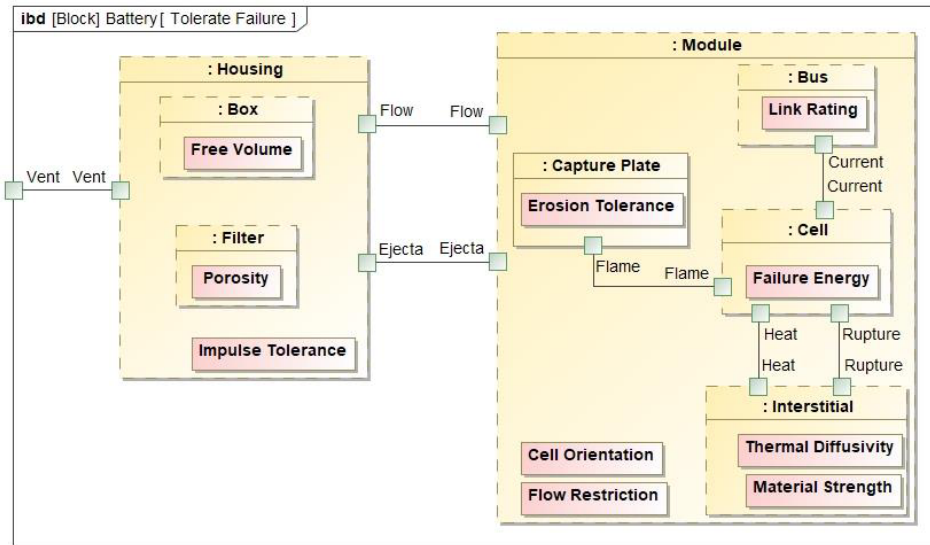 ibd [Block] Battery [ Tolerate Failure ]
: Housing
: Box
Free Volume
: Filter
Porosity
Impulse Tolerance
Vent Vent
Flow Flow
Ejecta Ejecta
: Module
: Bus
Link Rating
Current
Current
: Capture Plate
Erosion Tolerance
Flame Flame
: Cell
Failure Energy
Heat Rupture
Heat Rupture
: Interstitial
Thermal Diffusivity
Material Strength
Cell Orientation
Flow Restriction